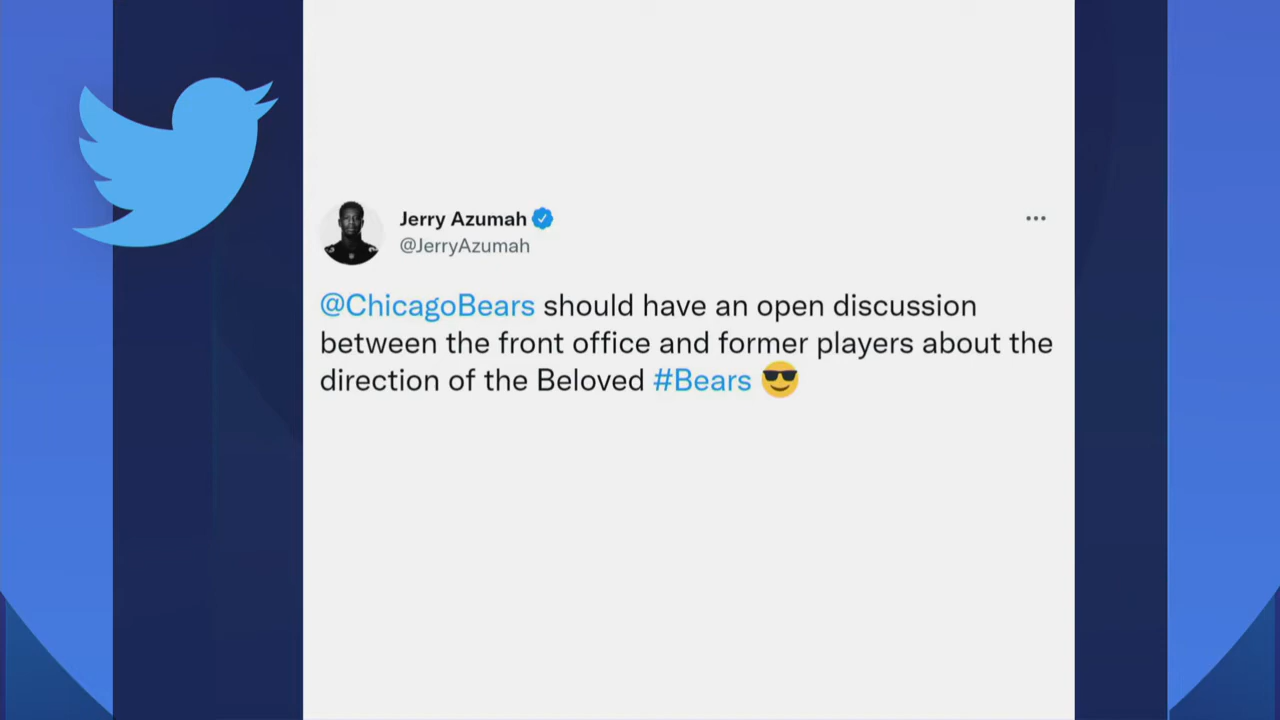 Jerry Azumah
@JerryAzumah
@ChicagoBears should have an open discussion
between the front office and former players about the
direction of the Beloved #Bears 😎